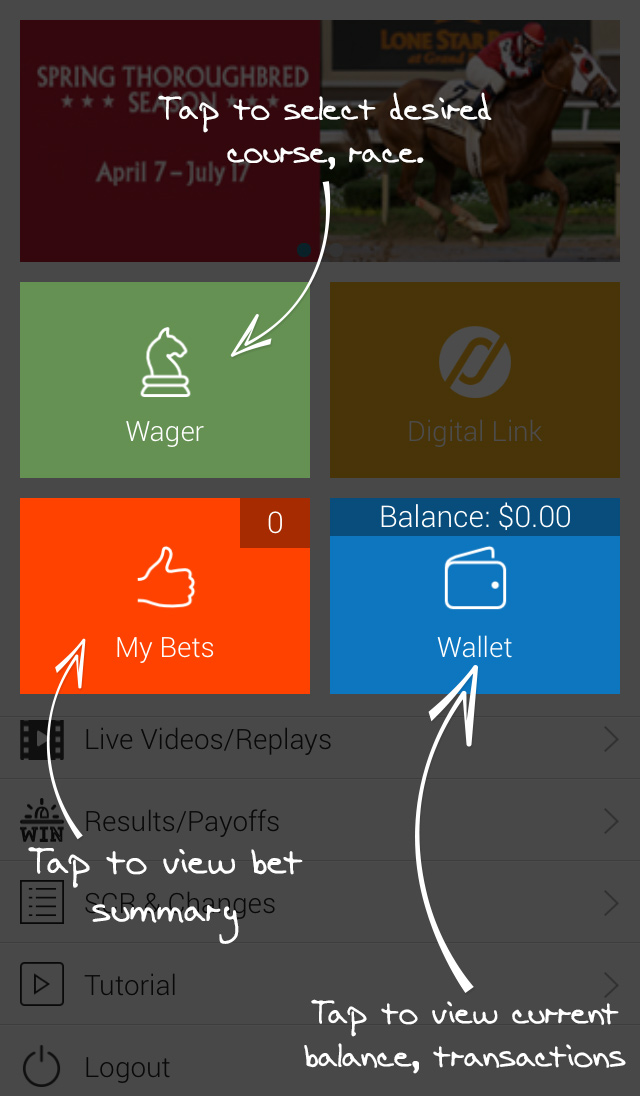 LONE STAR
at Grand
SPRING THOROUGHBRED
SEASON
Tap to select desired
course, race.
April 7 – July 17
Wager
Digital Link
0
My Bets
Balance: $0.00
Wallet
Live Videos/Replays
WIN
Results/Payoffs
Tap to view bet
summary
SCR & Changes
Tutorial
Tap to view current
balance, transactions
Logout